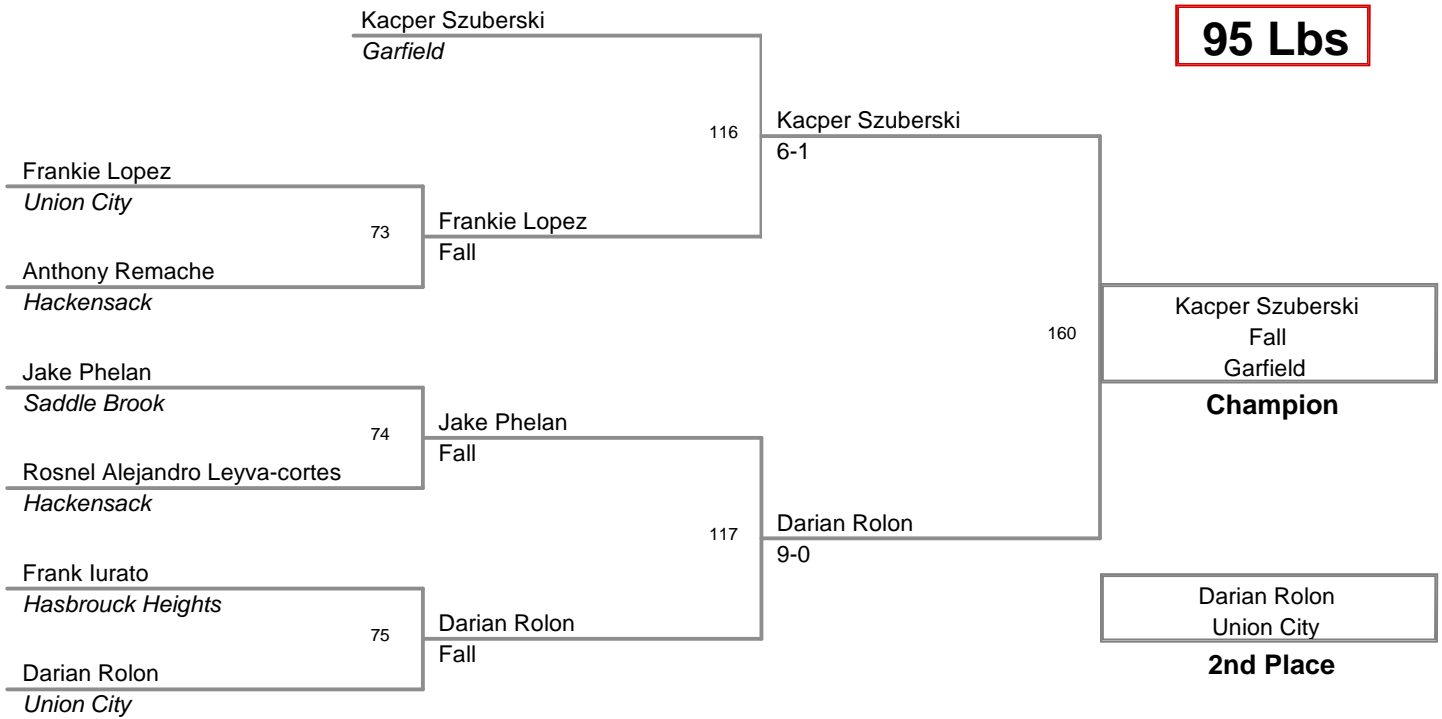 Kacper Szuberski
Garfield
95 Lbs
116
Kacper Szuberski
6-1
Frankie Lopez
Union City
73
Frankie Lopez
Fall
Anthony Remache
Hackensack
160
Kacper Szuberski
Fall
Garfield
Champion
Jake Phelan
Saddle Brook
74
Jake Phelan
Fall
Rosnel Alejandro Leyva-cortes
Hackensack
117
Darian Rolon
9-0
Frank Iurato
Hasbrouck Heights
75
Darian Rolon
Fall
Darian Rolon
Union City
Darian Rolon
Union City
2nd Place